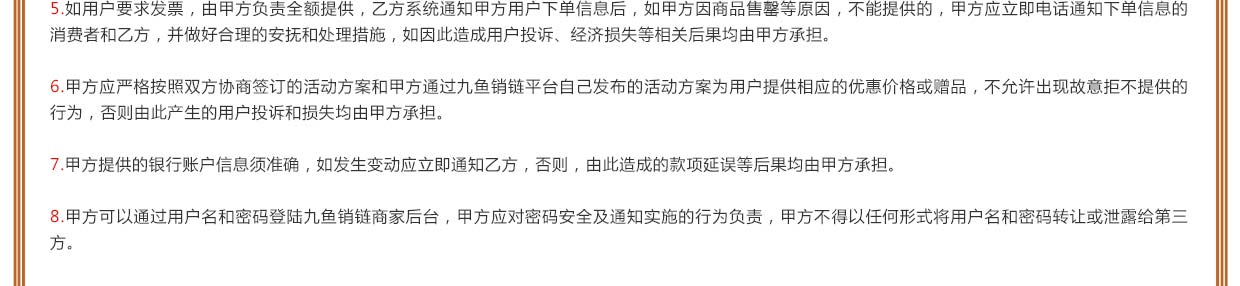 5.如用户要求发票，由甲方负责全额提供，乙方系统通知甲方用户下单信息后，如甲方因商品售罄等原因，不能提供的，甲方应立即电话通知下单信息的
消费者和乙方，并做好合理的安抚和处理措施，如因此造成用户投诉、经济损失等相关后果均由甲方承担。
6.甲方应严格按照双方协商签订的活动方案和甲方通过九鱼销链平台自己发布的活动方案为用户提供相应的优惠价格或赠品，不允许出现故意拒不提供的
行为，否则由此产生的用户投诉和损失均由甲方承担。
7.甲方提供的银行账户信息须准确，如发生变动应立即通知乙方，否则，由此造成的款项延误等后果均由甲方承担。
8.甲方可以通过用户名和密码登陆九鱼销链商家后台，甲方应对密码安全及通知实施的行为负责，甲方不得以任何形式将用户名和密码转让或泄露给第三
方。